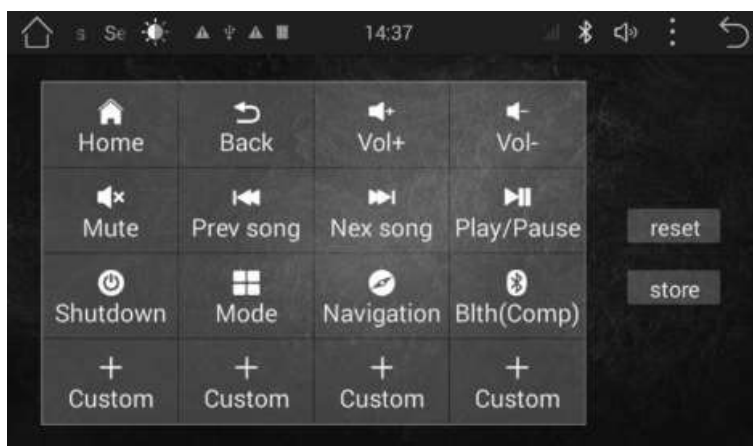 s Se 14:37
Home Back Vol+ Vol-
Mute Prev song Nex song Play/Pause
reset
Shutdown Mode Navigation Blth(Comp)
store
Custom Custom Custom Custom